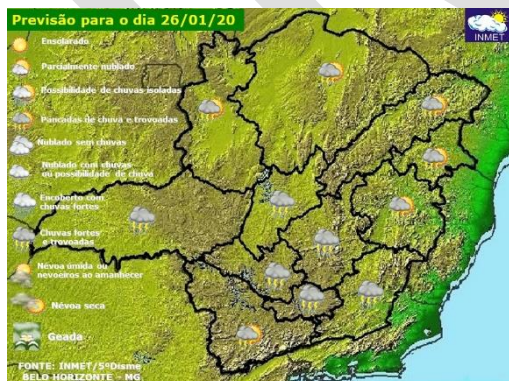 Previsão para o dia 26/01/20
INMET
Ensolarado
Parcialmente nublado
Possibilidade de chuvas isoladas
Pancadas de chuva e trovoadas
Nublado sem chuvas
Nublado com chuvas
ou possibilidade de chuva
Encoberto com
chuvas fortes
Chuvas fortes
e trovoadas
Névoa úmida ou
nevoeiros ao amanhecer
Névoa seca
Geada
FONTE: INMET/5ºDisme
BELO HORIZONTE - MG